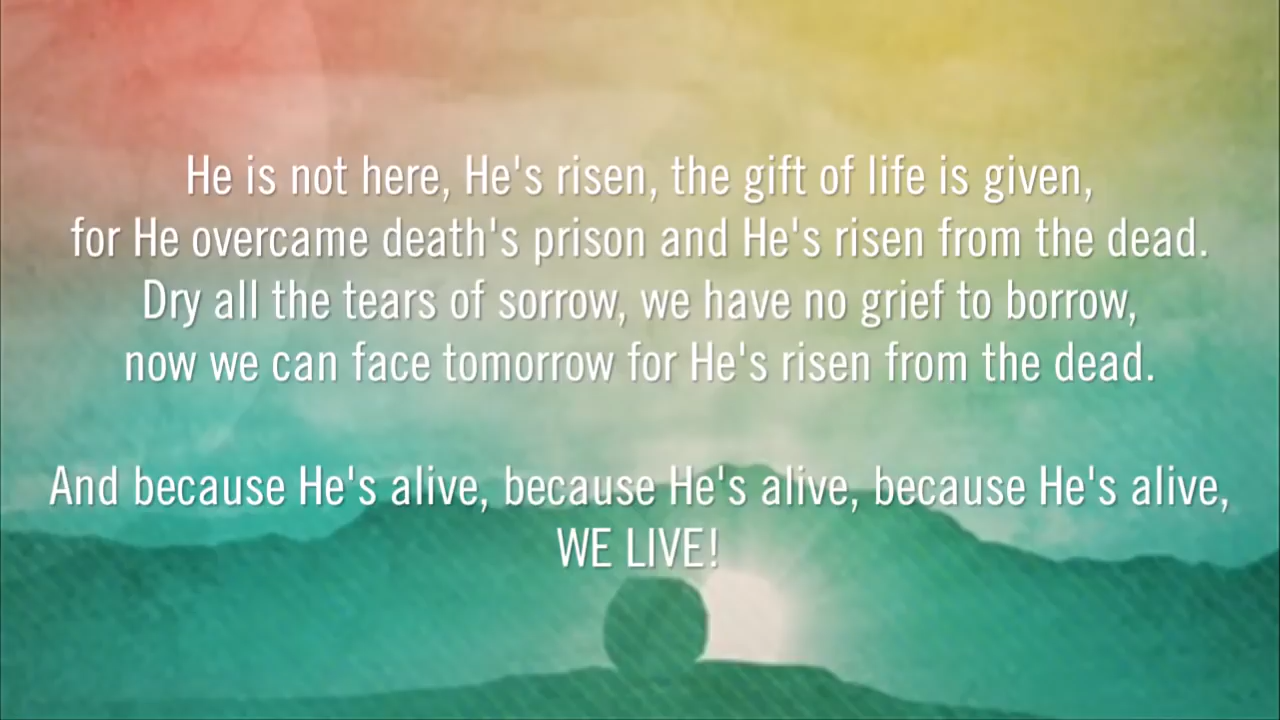 He is not here, He's risen, the gift of life is given,
for He overcame death's prison and He's risen from the dead.
Dry all the tears of sorrow, we have no grief to borrow,
now we can face tomorrow for He's risen from the dead.
And because He's alive, because He's alive, because He's alive,
WE LIVE!